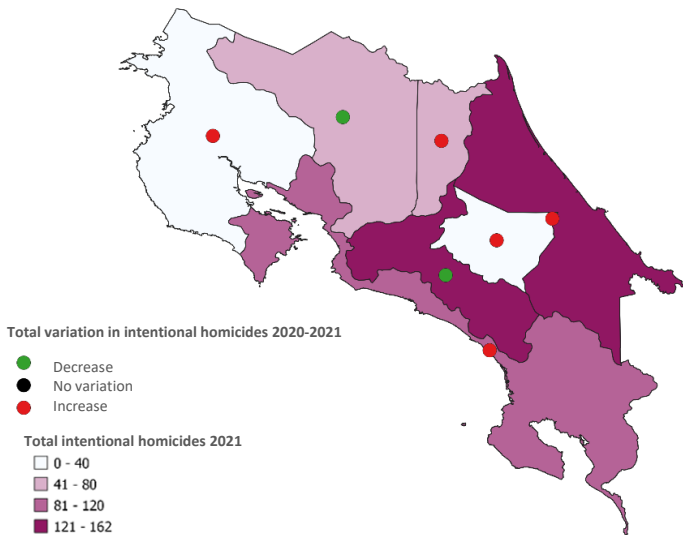 Total variation in intentional homicides 2020-2021
Decrease
No variation
Increase
Total intentional homicides 2021
0 - 40
41 - 80
81 - 120
121 - 162